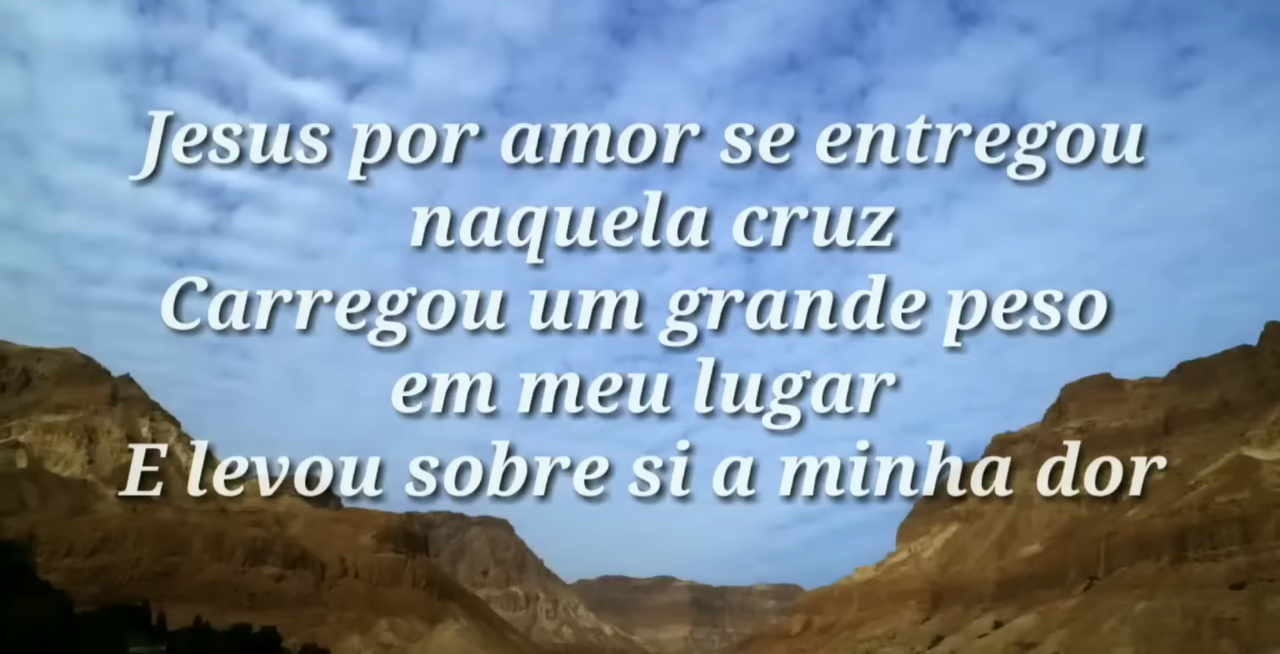 Jesus por amor se entregou
naquela cruz
Carregou um grande peso
em meu lugar
E levou sobre si a minha dor